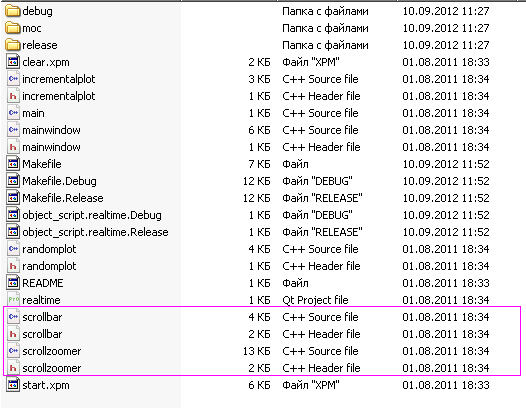 debug Папка с файлами 10.09.2012 11:27
moc Папка с файлами 10.09.2012 11:27
release Папка с файлами 10.09.2012 11:27
clear.xpm 2 КБ Файл "XPM" 01.08.2011 18:33
incrementalplot 3 КБ C++ Source file 01.08.2011 18:34
incrementalplot 1 КБ C++ Header file 01.08.2011 18:34
main 1 КБ C++ Source file 01.08.2011 18:34
mainwindow 6 КБ C++ Source file 01.08.2011 18:34
mainwindow 1 КБ C++ Header file 01.08.2011 18:34
Makefile 7 КБ Файл 10.09.2012 11:52
Makefile.Debug 12 КБ Файл "DEBUG" 10.09.2012 11:52
Makefile.Release 12 КБ Файл "RELEASE" 10.09.2012 11:52
object_script.realtime.Debug 1 КБ Файл "DEBUG" 10.09.2012 11:52
object_script.realtime.Release 1 КБ Файл "RELEASE" 10.09.2012 11:52
randomplot 4 КБ C++ Source file 01.08.2011 18:34
randomplot 1 КБ C++ Header file 01.08.2011 18:34
README 1 КБ Файл 01.08.2011 18:33
realtime 1 КБ Qt Project file 01.08.2011 18:34
scrollbar 4 КБ C++ Source file 01.08.2011 18:34
scrollbar 2 КБ C++ Header file 01.08.2011 18:34
scrollzoomer 13 КБ C++ Source file 01.08.2011 18:34
scrollzoomer 2 КБ C++ Header file 01.08.2011 18:34
start.xpm 6 КБ Файл "XPM" 01.08.2011 18:33